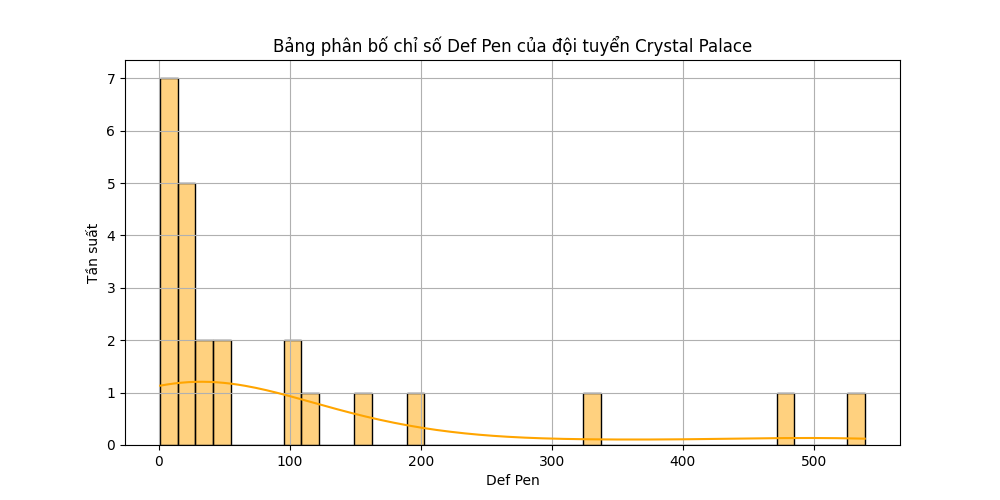 Bảng phân bố chỉ số Def Pen của đội tuyển Crystal Palace
7
6
5
4
3
2
1
0
Tần suất
0 100 200 300 400 500
Def Pen